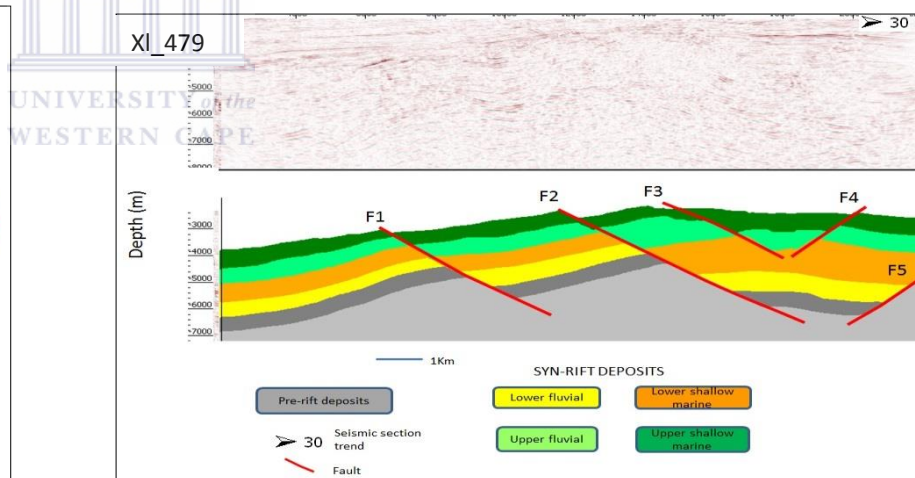 XI_479
30
UNIVERSITY of the
WESTERN CAPE
-5000
-6000
-7000
Depth (m)
F1
F2
F3
F4
F5
-3000
-4000
-5000
-6000
-7000
1Km
SYN-RIFT DEPOSITS
Pre-rift deposits
Lower fluvial
Lower shallow
marine
30
Seismic section
trend
Upper fluvial
Upper shallow
marine
Fault